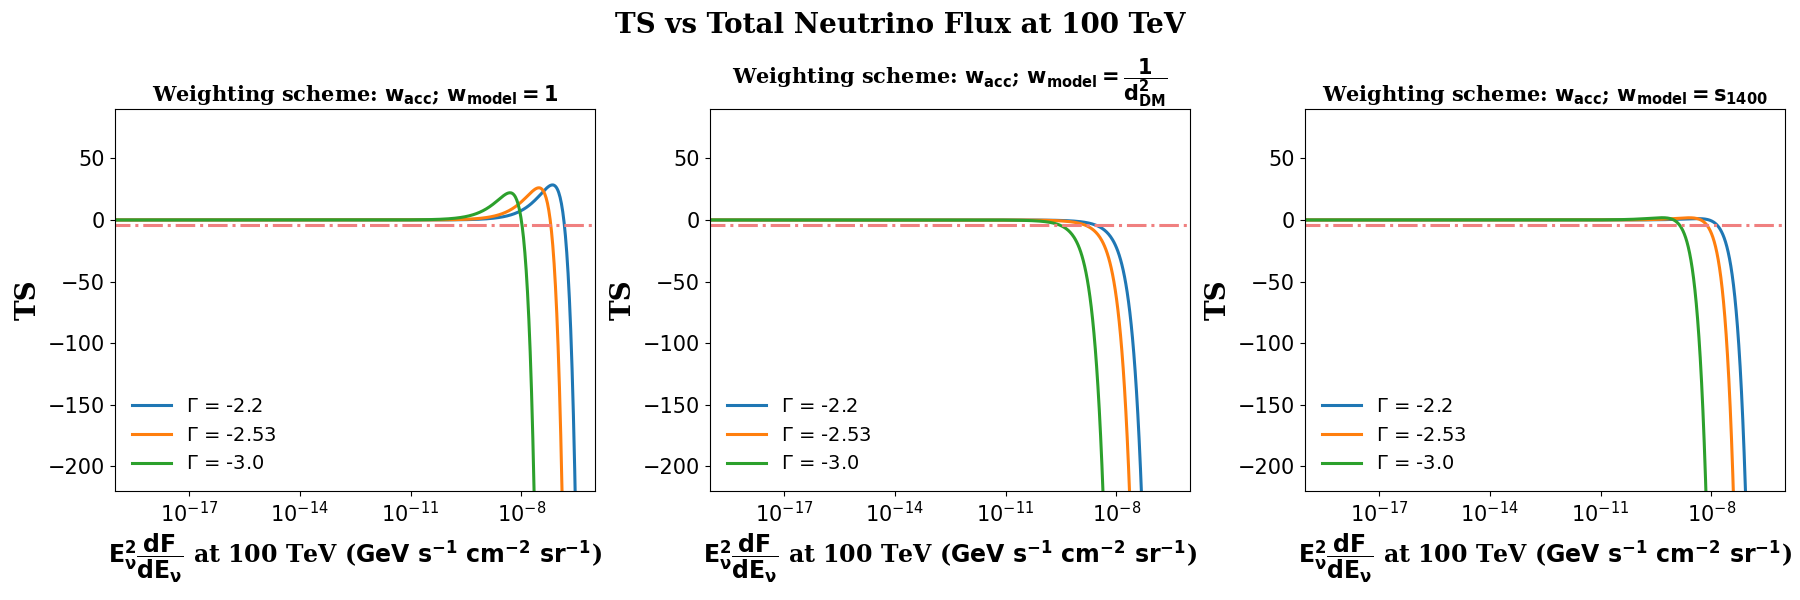 TS vs Total Neutrino Flux at 100 TeV
Weighting scheme: w_acc; w_model = 1
TS
50
0
−50
−100
−150
−200
Γ = -2.2
Γ = -2.53
Γ = -3.0
10^−17
10^−14
10^−11
10^−8
E_ν^2 dF/dE_ν at 100 TeV (GeV s^−1 cm^−2 sr^−1)
Weighting scheme: w_acc; w_model = 1/d_DM^2
TS
50
0
−50
−100
−150
−200
Γ = -2.2
Γ = -2.53
Γ = -3.0
10^−17
10^−14
10^−11
10^−8
E_ν^2 dF/dE_ν at 100 TeV (GeV s^−1 cm^−2 sr^−1)
Weighting scheme: w_acc; w_model = s_1400
TS
50
0
−50
−100
−150
−200
Γ = -2.2
Γ = -2.53
Γ = -3.0
10^−17
10^−14
10^−11
10^−8
E_ν^2 dF/dE_ν at 100 TeV (GeV s^−1 cm^−2 sr^−1)